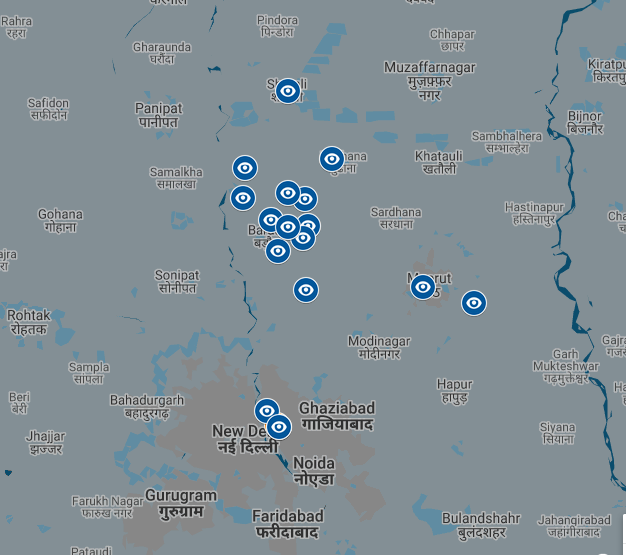 Rahra
रहरा
Pindora
पिन्डोरा
Chhapar
छापर
Gharaunda
घरौंदा
Muzaffarnagar
मुज़फ़्फ़र
नगर
Safidon
सफीदोन
Panipat
पानीपत
Bijnor
बिजनौर
Sambhalhera
सम्भाल्हेरा
Khatauli
खतौली
Samalkha
समालखा
Gohana
गोहाना
Sardhana
सरधाना
Hastinapur
हस्तिनापुर
Sonipat
सोनीपत
Rohtak
रोहतक
Modinagar
मोदीनगर
Garh
Mukteshwar
गढ़मुक्तेश्वर
Sampla
सापला
Hapur
हापुड़
Beri
बेरी
Bahadurgarh
बहादुरगढ़
Ghaziabad
गाजियाबाद
Jhajjar
झज्जर
New De
नई दिल्ली
Siyana
सियाना
Noida
नोएडा
Farukh Nagar
फारुख नगर
Gurugram
गुरुग्राम
Faridabad
फरीदाबाद
Bulandshahr
बुलंदशहर
Jahangirabad
जहांगीराबाद
Pataudi